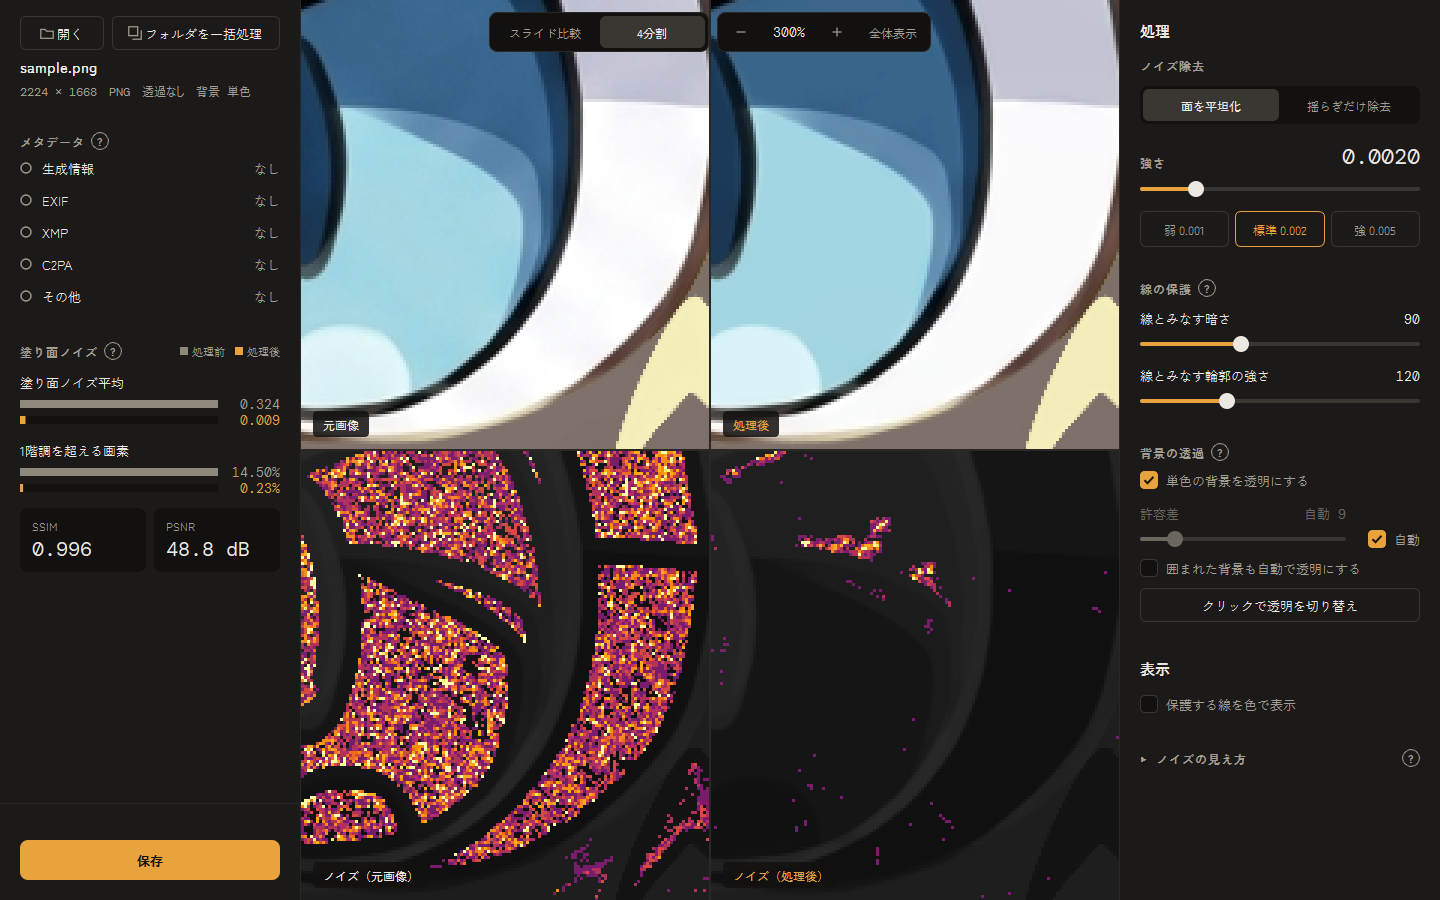 開く
フォルダを一括処理
sample.png
2224 × 1668 PNG 透過なし 背景 単色
メタデータ ?
生成情報 なし
EXIF なし
XMP なし
C2PA なし
その他 なし
塗り面ノイズ ? 処理前 処理後
塗り面ノイズ平均
0.324
0.009
1階調を超える画素
14.50%
0.23%
SSIM
0.996
PSNR
48.8 dB
保存
スライド比較 4分割
− 300% + 全体表示
元画像
処理後
ノイズ（元画像）
ノイズ（処理後）
処理
ノイズ除去
面を平坦化 揺らぎだけ除去
強さ 0.0020
弱 0.001 標準 0.002 強 0.005
線の保護 ?
線とみなす暗さ 90
線とみなす輪郭の強さ 120
背景の透過 ?
単色の背景を透明にする
許容差 自動 9
自動
囲まれた背景も自動で透明にする
クリックで透明を切り替え
表示
保護する線を色で表示
ノイズの見え方 ?